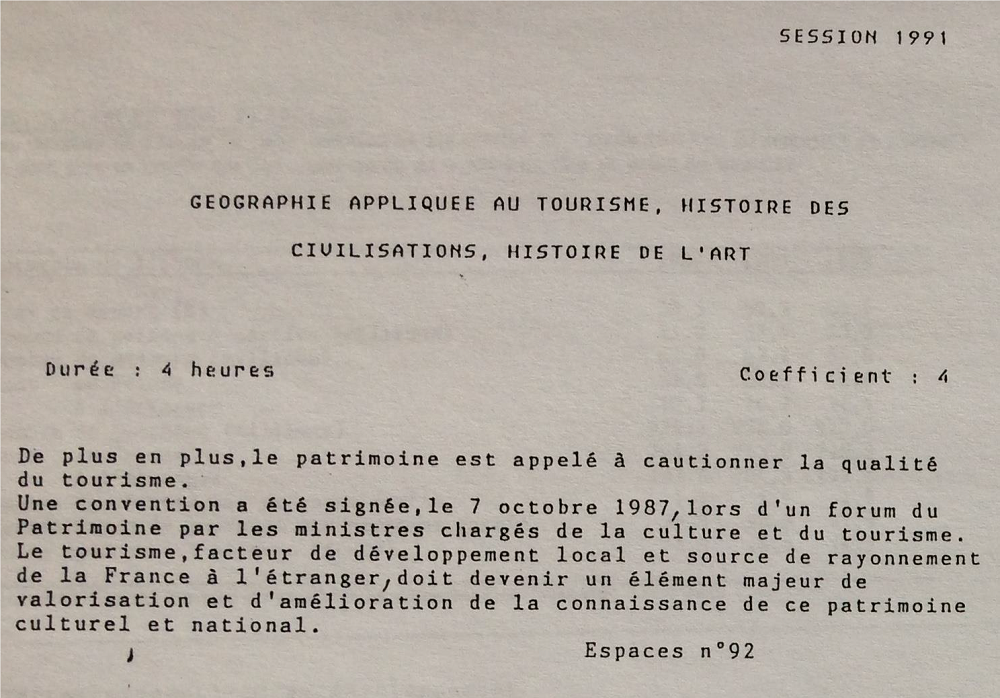 SESSION 1991
GEOGRAPHIE APPLIQUEE AU TOURISME, HISTOIRE DES
CIVILISATIONS, HISTOIRE DE L'ART
Durée : 4 heures
Coefficient : 4
De plus en plus,le patrimoine est appelé à cautionner la qualité
du tourisme.
Une convention a été signée,le 7 octobre 1987,lors d'un forum du
Patrimoine par les ministres chargés de la culture et du tourisme.
Le tourisme,facteur de développement local et source de rayonnement
de la France à l'étranger,doit devenir un élément majeur de
valorisation et d'amélioration de la connaissance de ce patrimoine
culturel et national.
Espaces n°92